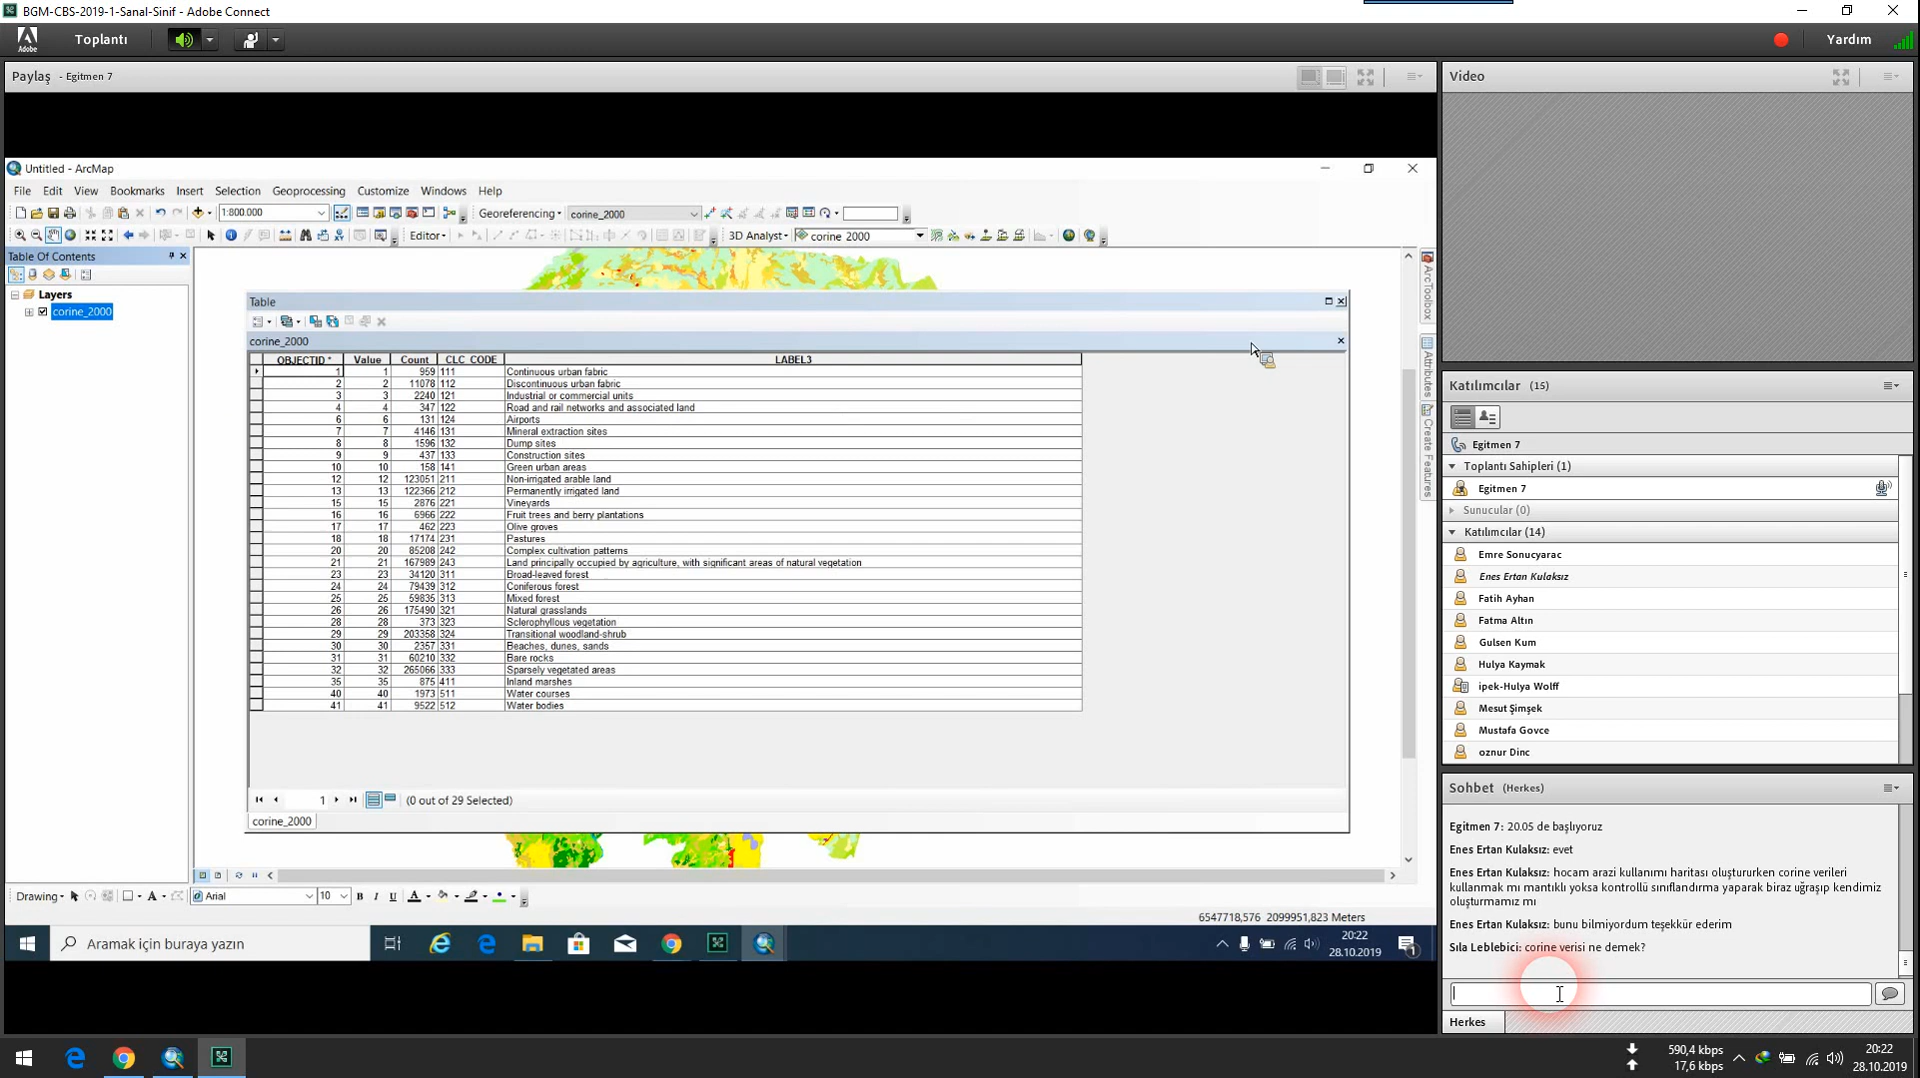 BGM-CBS-2019-1-Sanal-Sinif - Adobe Connect
Adobe
Toplantı
Yardım
Paylaş - Egitmen 7
Untitled - ArcMap
File Edit View Bookmarks Insert Selection Geoprocessing Customize Windows Help
1:800.000
Georeferencing
corine_2000
Editor
3D Analyst
corine 2000
Table Of Contents
Layers
corine_2000
Table
corine_2000
OBJECTID * Value Count CLC CODE LABEL3
1 1 959 111 Continuous urban fabric
2 2 11078 112 Discontinuous urban fabric
3 3 2240 121 Industrial or commercial units
4 4 347 122 Road and rail networks and associated land
6 6 131 124 Airports
7 7 4146 131 Mineral extraction sites
8 8 1596 132 Dump sites
9 9 437 133 Construction sites
10 10 158 141 Green urban areas
12 12 123051 211 Non-irrigated arable land
13 13 122366 212 Permanently irrigated land
15 15 2876 221 Vineyards
16 16 6966 222 Fruit trees and berry plantations
17 17 462 223 Olive groves
18 18 17174 231 Pastures
20 20 85208 242 Complex cultivation patterns
21 21 167989 243 Land principally occupied by agriculture, with significant areas of natural vegetation
23 23 34120 311 Broad-leaved forest
24 24 79439 312 Coniferous forest
25 25 59835 313 Mixed forest
26 26 175490 321 Natural grasslands
28 28 373 323 Sclerophyllous vegetation
29 29 203358 324 Transitional woodland-shrub
30 30 2357 331 Beaches, dunes, sands
31 31 60210 332 Bare rocks
32 32 265066 333 Sparsely vegetated areas
35 35 875 411 Inland marshes
40 40 1973 511 Water courses
41 41 9522 512 Water bodies
1 (0 out of 29 Selected)
corine_2000
ArcToolbox
Attributes
Create Features
Drawing
A
Arial
10
B I U A
6547718,576 2099951,823 Meters
Aramak için buraya yazın
20:22
28.10.2019
1
Video
Katılımcılar (15)
Egitmen 7
Toplantı Sahipleri (1)
Egitmen 7
Sunucular (0)
Katılımcılar (14)
Emre Sonucyarac
Enes Ertan Kulaksız
Fatih Ayhan
Fatma Altın
Gulsen Kum
Hulya Kaymak
ipek-Hulya Wolff
Mesut Şimşek
Mustafa Govce
oznur Dinc
Sohbet (Herkes)
Egitmen 7: 20.05 de başlıyoruz
Enes Ertan Kulaksız: evet
Enes Ertan Kulaksız: hocam arazi kullanımı haritası oluştururken corine verileri
kullanmak mı mantıklı yoksa kontrollü sınıflandırma yaparak biraz uğraşıp kendimiz
oluşturmamız mı
Enes Ertan Kulaksız: bunu bilmiyordum teşekkür ederim
Sıla Leblebici: corine verisi ne demek?
Herkes
590,4 kbps
17,6 kbps
20:22
28.10.2019